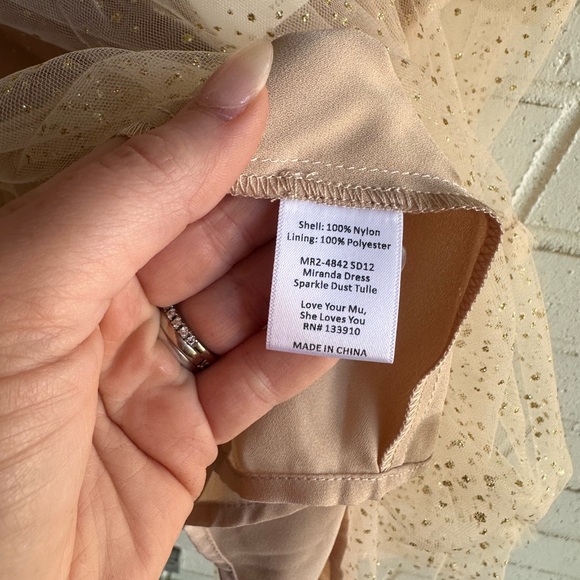 Shell: 100% Nylon
Lining: 100% Polyester
MR2-4842 SD12
Miranda Dress
Sparkle Dust Tulle
Love Your Mu,
She Loves You
RN# 133910
MADE IN CHINA